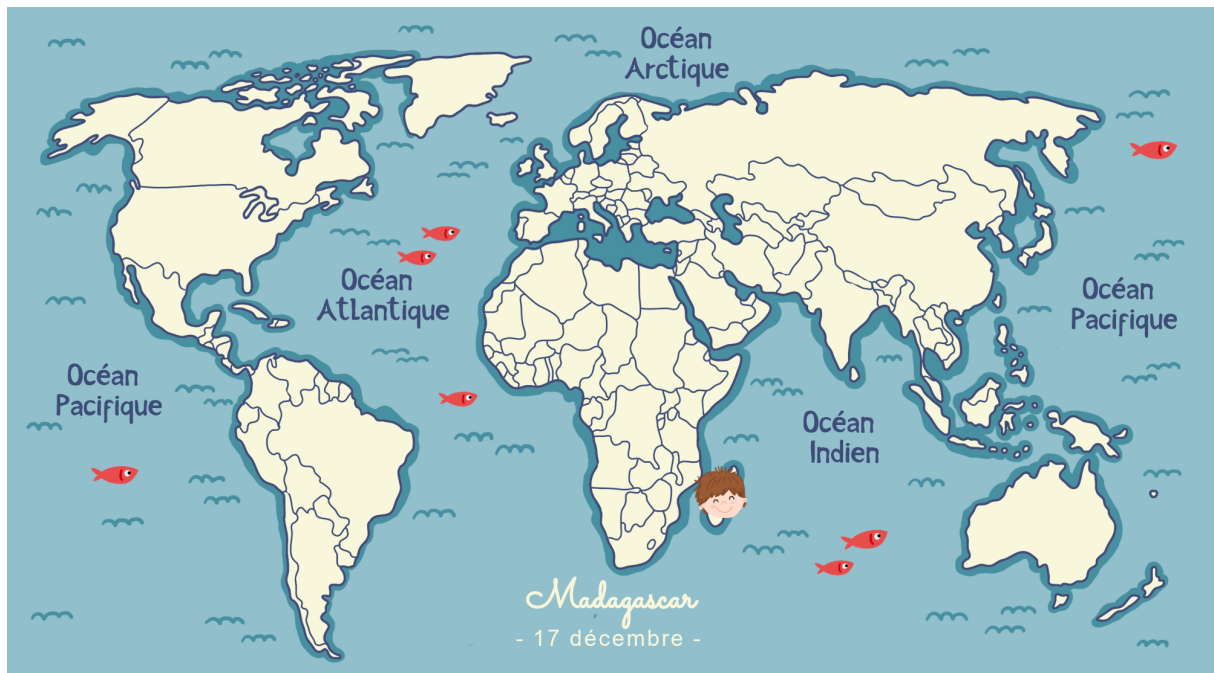 Océan
Arctique
Océan
Atlantique
Océan
Pacifique
Océan
Pacifique
Océan
Indien
Madagascar
- 17 décembre -